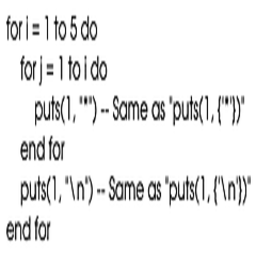 for i = 1 to 5 do
for j = 1 to i do
puts(1, "*") -- Same as "puts(1, {'*'})"
end for
puts(1, "\n") -- Same as "puts(1, {'\n'})"
end for